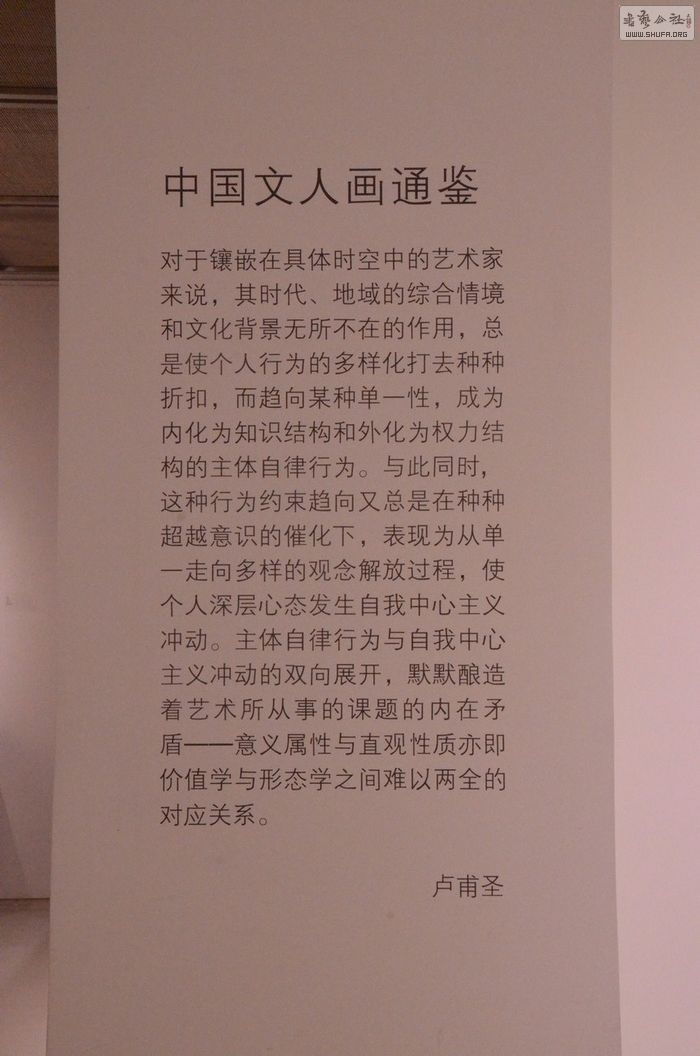 书艺公社
WWW.SHUFA.ORG
中国文人画通鉴
对于镶嵌在具体时空中的艺术家
来说，其时代、地域的综合情境
和文化背景无所不在的作用，总
是使个人行为的多样化打去种种
折扣，而趋向某种单一性，成为
内化为知识结构和外化为权力结
构的主体自律行为。与此同时，
这种行为约束趋向又总是在种种
超越意识的催化下，表现为从单
一走向多样的观念解放过程，使
个人深层心态发生自我中心主义
冲动。主体自律行为与自我中心
主义冲动的双向展开，默默酿造
着艺术所从事的课题的内在矛
盾——意义属性与直观性质亦即
价值学与形态学之间难以两全的
对应关系。
卢甫圣